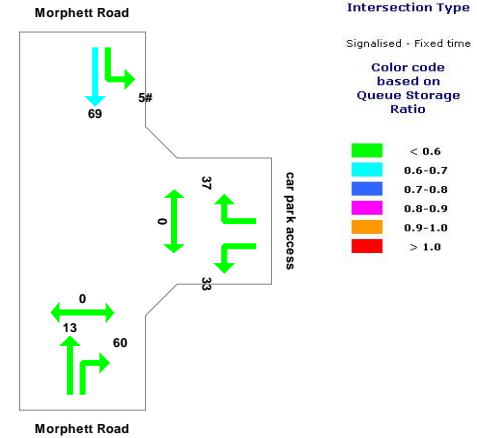 Morphett Road
Intersection Type
Signalised - Fixed time
Color code
based on
Queue Storage
Ratio
5#
69
< 0.6
0.6-0.7
0.7-0.8
0.8-0.9
0.9-1.0
> 1.0
37
0
car park access
33
0
13
60
Morphett Road